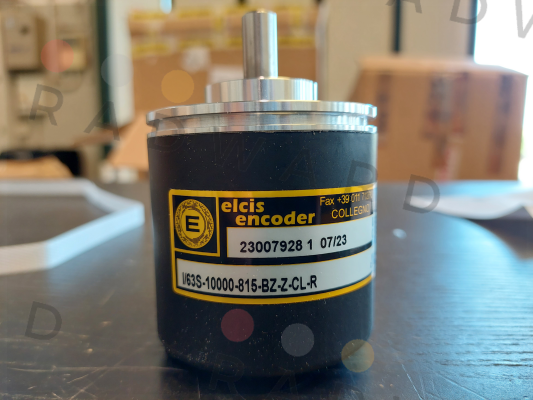 elcis
encoder
E
Fax +39 011
COLLEGNO
23007928 1 07/23
I/63S-10000-815-BZ-Z-CL-R